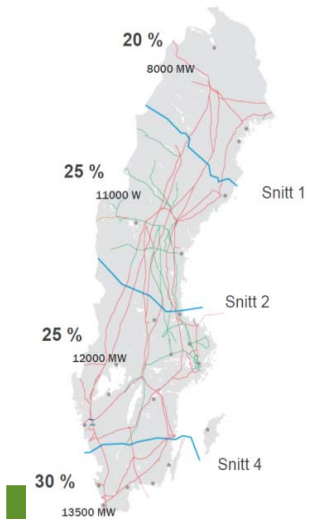 20 %
8000 MW
25 %
11000 W
Snitt 1
Snitt 2
25 %
12000 MW
Snitt 4
30 %
13500 MW